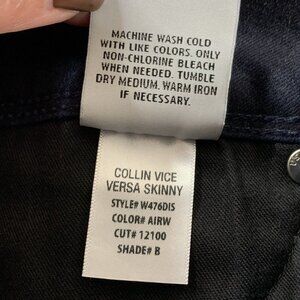 MACHINE WASH COLD
WITH LIKE COLORS. ONLY
NON-CHLORINE BLEACH
WHEN NEEDED. TUMBLE
DRY MEDIUM. WARM IRON
IF NECESSARY.
COLLIN VICE
VERSA SKINNY
STYLE# W476DIS
COLOR# AIRW
CUT# 12100
SHADE# B